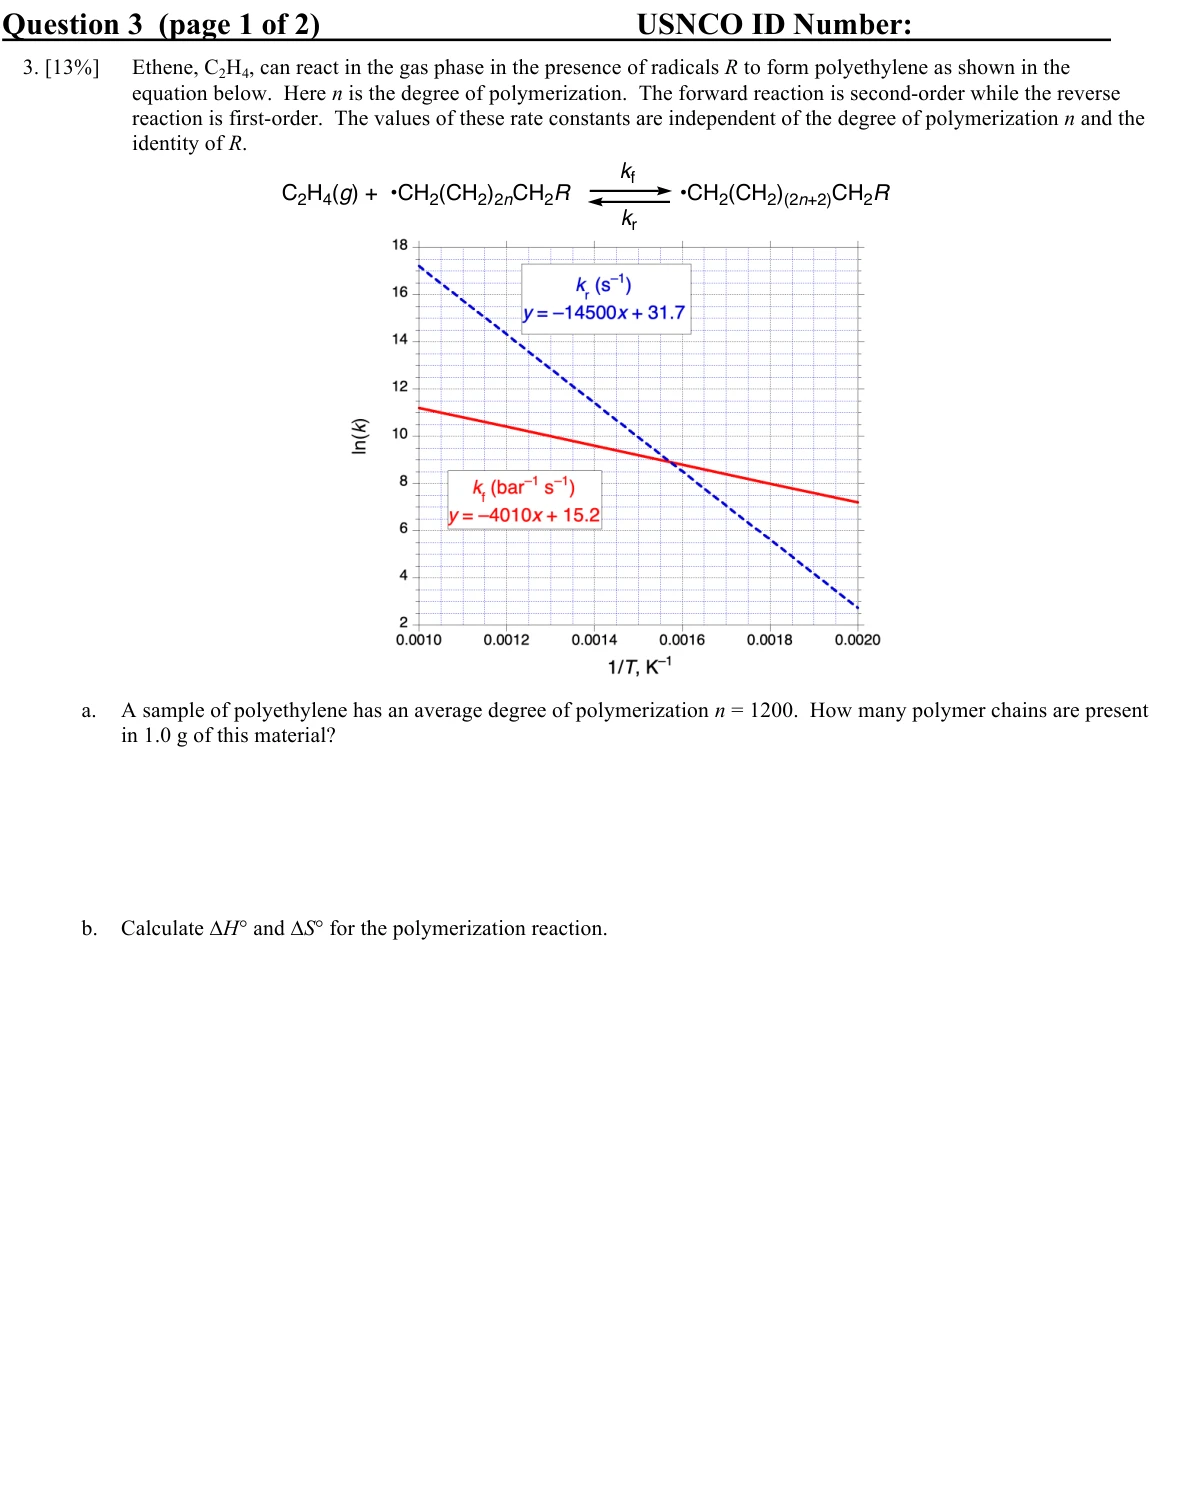 Question 3 (page 1 of 2) USNCO ID Number:
3. [13%] Ethene, C₂H₄, can react in the gas phase in the presence of radicals R to form polyethylene as shown in the
equation below. Here n is the degree of polymerization. The forward reaction is second-order while the reverse
reaction is first-order. The values of these rate constants are independent of the degree of polymerization n and the
identity of R.
kf
C₂H₄(g) + •CH₂(CH₂)₂ₙCH₂R ⇌ •CH₂(CH₂)₍₂ₙ₊₂₎CH₂R
kr
18
kr (s⁻¹)
16
y = −14500x + 31.7
14
12
ln(k)
10
8
kf (bar⁻¹ s⁻¹)
y = −4010x + 15.2
6
4
2
0.0010 0.0012 0.0014 0.0016 0.0018 0.0020
1/T, K⁻¹
a. A sample of polyethylene has an average degree of polymerization n = 1200. How many polymer chains are present
in 1.0 g of this material?
b. Calculate ΔH° and ΔS° for the polymerization reaction.